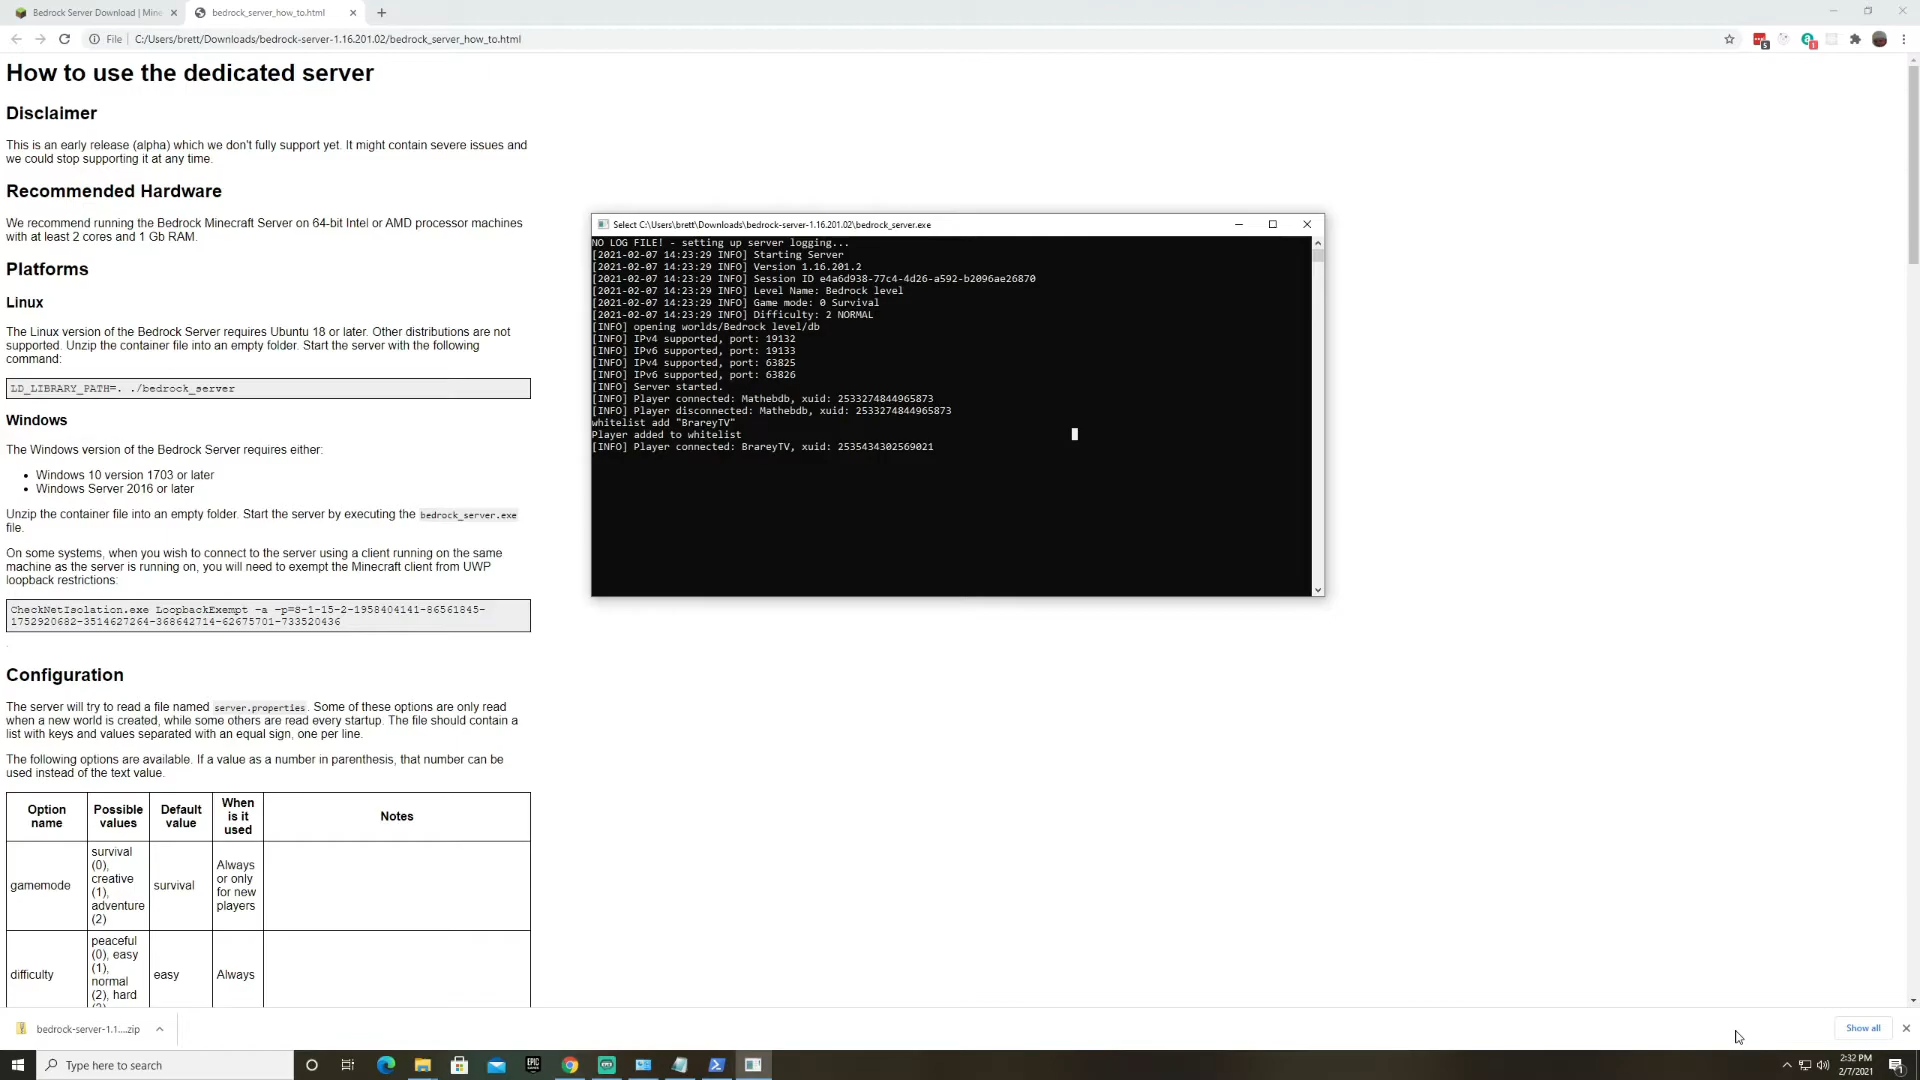 Bedrock Server Download | Mine
bedrock_server_how_to.html
File
C:/Users/brett/Downloads/bedrock-server-1.16.201.02/bedrock_server_how_to.html
How to use the dedicated server
Disclaimer
This is an early release (alpha) which we don't fully support yet. It might contain severe issues and
we could stop supporting it at any time.
Recommended Hardware
We recommend running the Bedrock Minecraft Server on 64-bit Intel or AMD processor machines
with at least 2 cores and 1 Gb RAM.
Platforms
Linux
The Linux version of the Bedrock Server requires Ubuntu 18 or later. Other distributions are not
supported. Unzip the container file into an empty folder. Start the server with the following
command:
LD_LIBRARY_PATH=. ./bedrock_server
Windows
The Windows version of the Bedrock Server requires either:
• Windows 10 version 1703 or later
• Windows Server 2016 or later
Unzip the container file into an empty folder. Start the server by executing the bedrock_server.exe
file.
On some systems, when you wish to connect to the server using a client running on the same
machine as the server is running on, you will need to exempt the Minecraft client from UWP
loopback restrictions:
CheckNetIsolation.exe LoopbackExempt -a -p=S-1-15-2-1958404141-86561845-
1752920682-3514627264-368642714-62675701-733520436
.
Configuration
The server will try to read a file named server.properties. Some of these options are only read
when a new world is created, while some others are read every startup. The file should contain a
list with keys and values separated with an equal sign, one per line.
The following options are available. If a value as a number in parenthesis, that number can be
used instead of the text value.
Option name
Possible values
Default value
When is it used
Notes
gamemode
survival (0), creative (1), adventure (2)
survival
Always or only for new players
difficulty
peaceful (0), easy (1), normal (2), hard
easy
Always
Select C:\Users\brett\Downloads\bedrock-server-1.16.201.02\bedrock_server.exe
NO LOG FILE! - setting up server logging...
[2021-02-07 14:23:29 INFO] Starting Server
[2021-02-07 14:23:29 INFO] Version 1.16.201.2
[2021-02-07 14:23:29 INFO] Session ID e4a6d938-77c4-4d26-a592-b2096ae26870
[2021-02-07 14:23:29 INFO] Level Name: Bedrock level
[2021-02-07 14:23:29 INFO] Game mode: 0 Survival
[2021-02-07 14:23:29 INFO] Difficulty: 2 NORMAL
[INFO] opening worlds/Bedrock level/db
[INFO] IPv4 supported, port: 19132
[INFO] IPv6 supported, port: 19133
[INFO] IPv4 supported, port: 63825
[INFO] IPv6 supported, port: 63826
[INFO] Server started.
[INFO] Player connected: Mathebdb, xuid: 2533274844965873
[INFO] Player disconnected: Mathebdb, xuid: 2533274844965873
whitelist add "BrareyTV"
Player added to whitelist
[INFO] Player connected: BrareyTV, xuid: 2535434302569021
bedrock-server-1.1....zip
Show all
Type here to search
EPIC
2:32 PM
2/7/2021